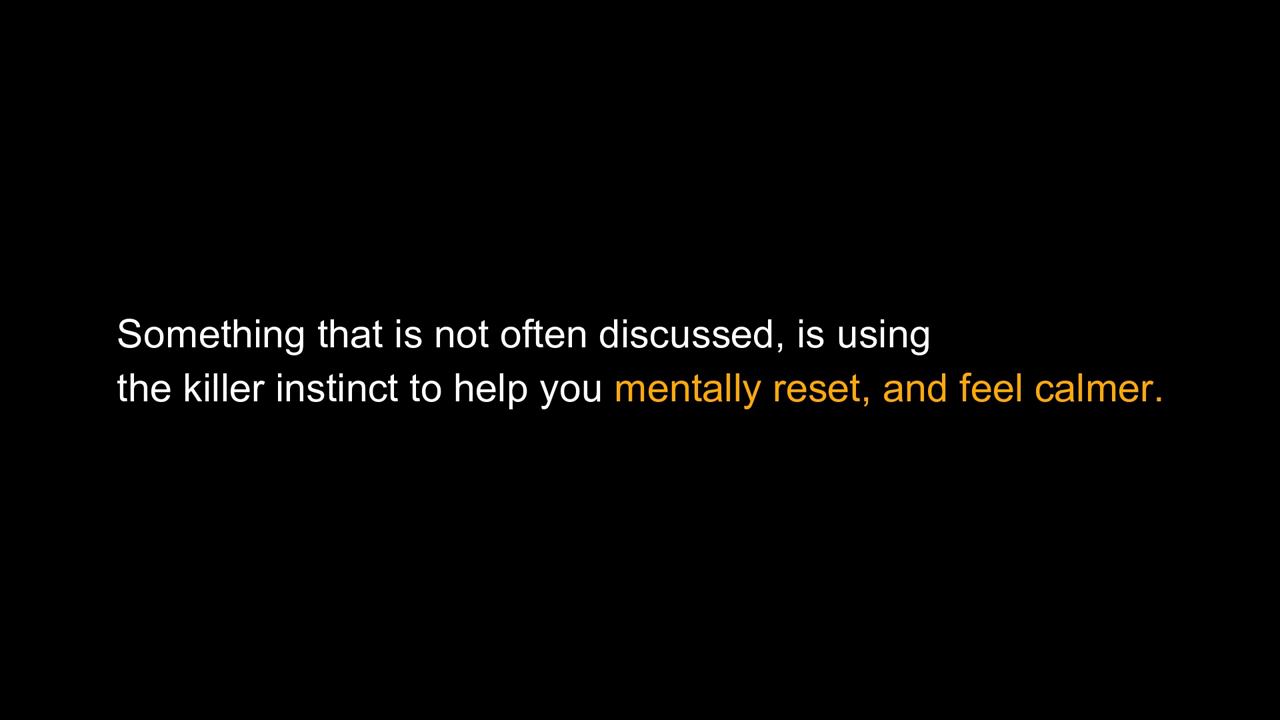 Something that is not often discussed, is using
the killer instinct to help you mentally reset, and feel calmer.